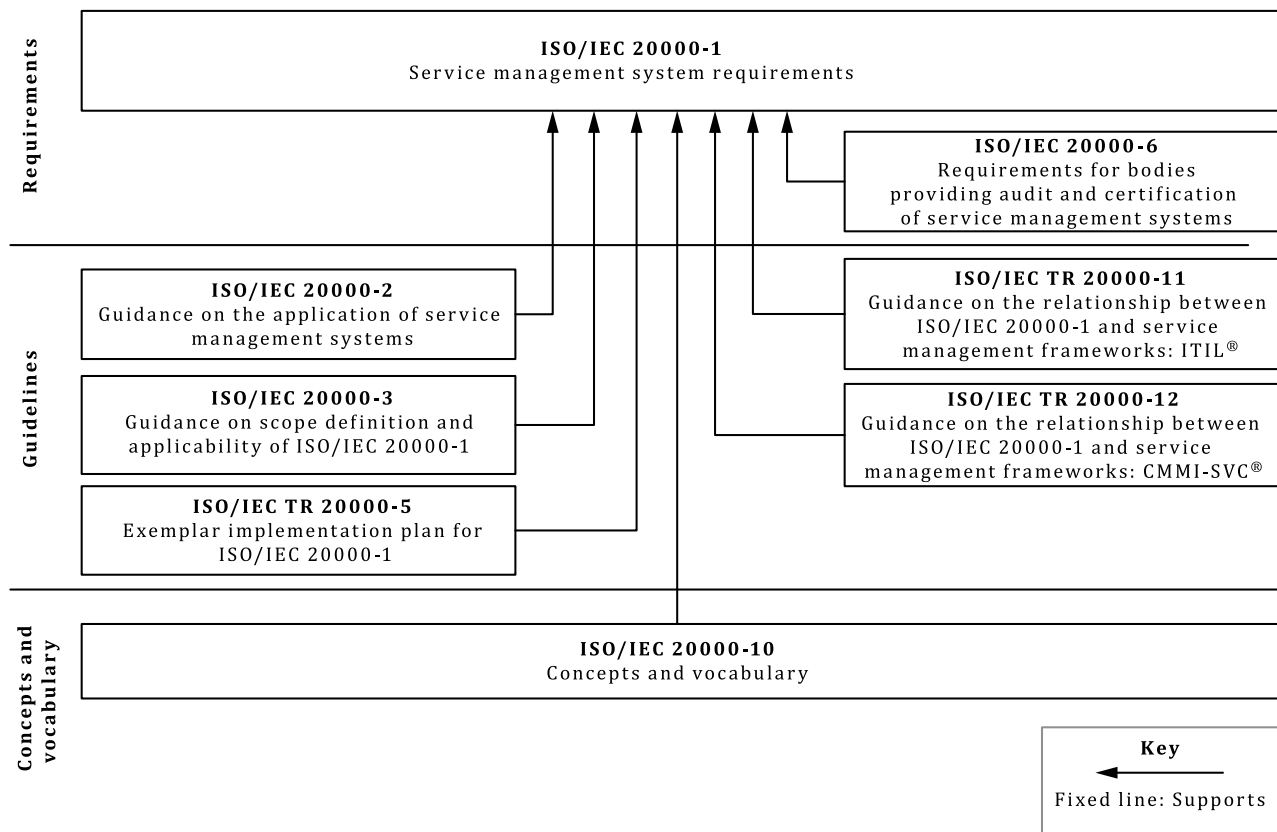 Requirements
ISO/IEC 20000-1
Service management system requirements
ISO/IEC 20000-6
Requirements for bodies
providing audit and certification
of service management systems
Guidelines
ISO/IEC 20000-2
Guidance on the application of service
management systems
ISO/IEC 20000-3
Guidance on scope definition and
applicability of ISO/IEC 20000-1
ISO/IEC TR 20000-5
Exemplar implementation plan for
ISO/IEC 20000-1
ISO/IEC TR 20000-11
Guidance on the relationship between
ISO/IEC 20000-1 and service
management frameworks: ITIL®
ISO/IEC TR 20000-12
Guidance on the relationship between
ISO/IEC 20000-1 and service
management frameworks: CMMI-SVC®
Concepts and
vocabulary
ISO/IEC 20000-10
Concepts and vocabulary
Key
Fixed line: Supports